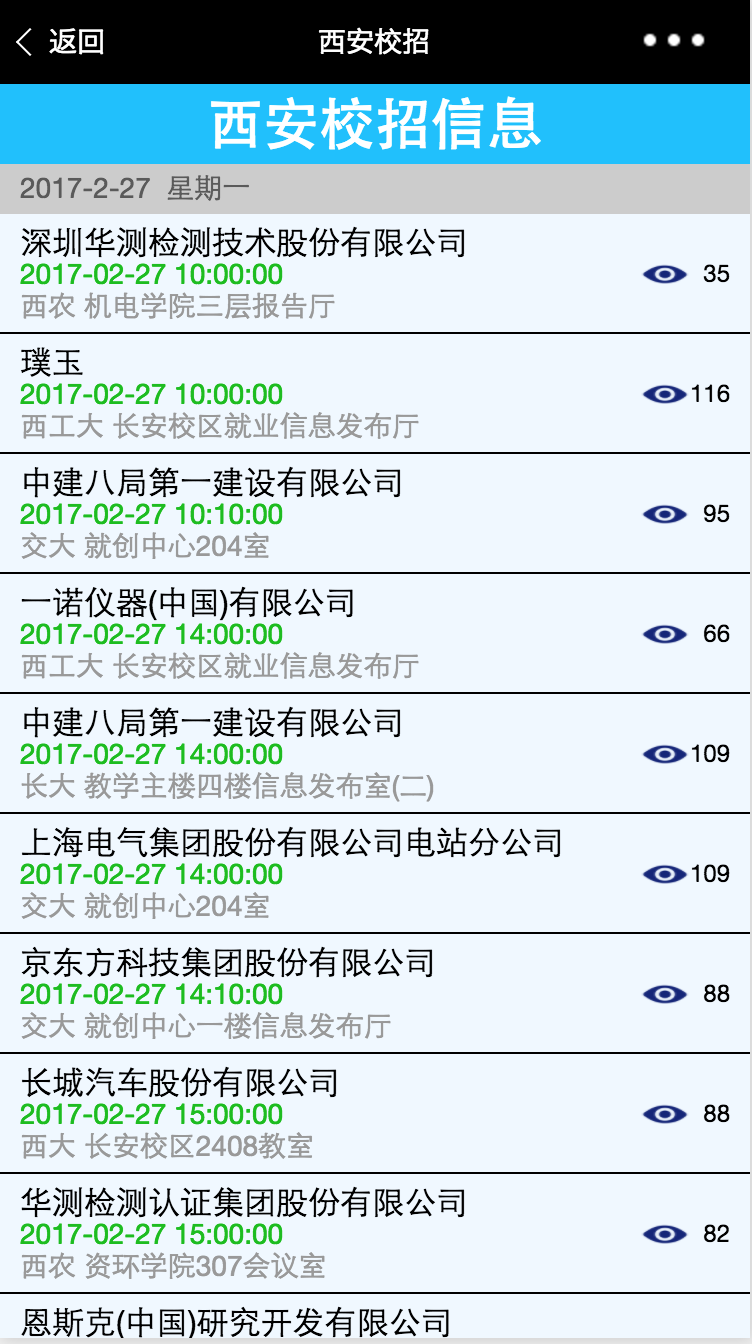 返回 西安校招
西安校招信息
2017-2-27 星期一
深圳华测检测技术股份有限公司
2017-02-27 10:00:00 35
西农 机电学院三层报告厅
璞玉
2017-02-27 10:00:00 116
西工大 长安校区就业信息发布厅
中建八局第一建设有限公司
2017-02-27 10:10:00 95
交大 就创中心204室
一诺仪器(中国)有限公司
2017-02-27 14:00:00 66
西工大 长安校区就业信息发布厅
中建八局第一建设有限公司
2017-02-27 14:00:00 109
长大 教学主楼四楼信息发布室(二)
上海电气集团股份有限公司电站分公司
2017-02-27 14:00:00 109
交大 就创中心204室
京东方科技集团股份有限公司
2017-02-27 14:10:00 88
交大 就创中心一楼信息发布厅
长城汽车股份有限公司
2017-02-27 15:00:00 88
西大 长安校区2408教室
华测检测认证集团股份有限公司
2017-02-27 15:00:00 82
西农 资环学院307会议室
恩斯克(中国)研究开发有限公司